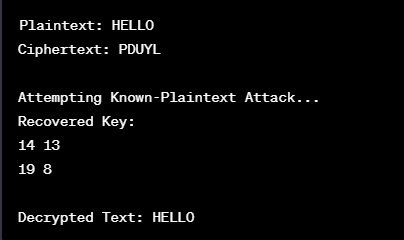 Plaintext: HELLO
Ciphertext: PDUYL
Attempting Known-Plaintext Attack...
Recovered Key:
14 13
19 8
Decrypted Text: HELLO